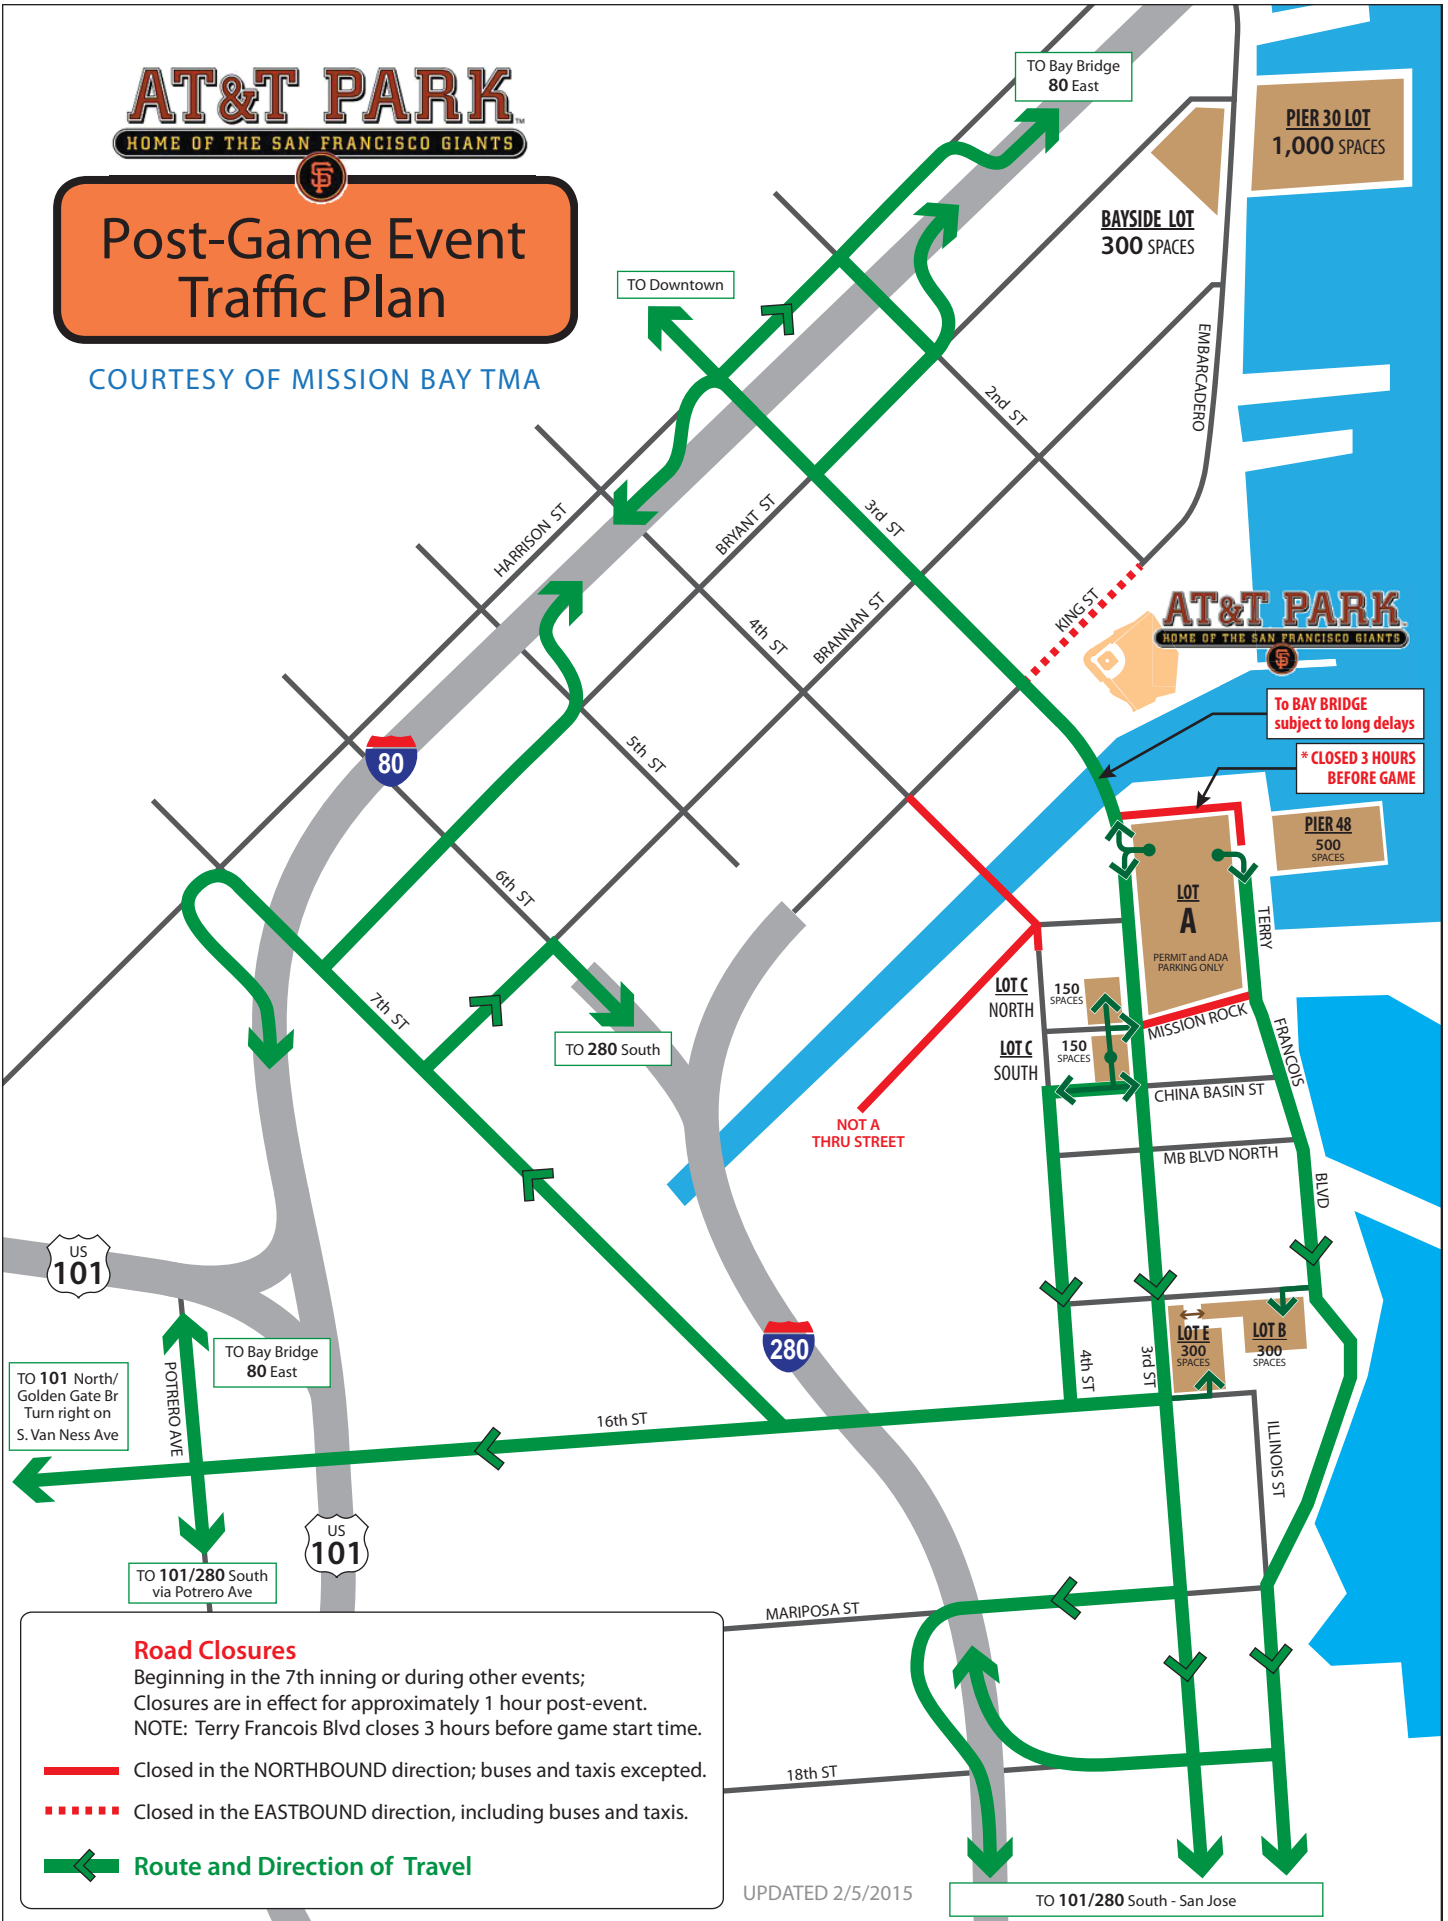 AT&T PARK
HOME OF THE SAN FRANCISCO GIANTS
SF
Post-Game Event
Traffic Plan
COURTESY OF MISSION BAY TMA
TO Bay Bridge
80 East
PIER 30 LOT
1,000 SPACES
BAYSIDE LOT
300 SPACES
TO Downtown
EMBARCADERO
2nd ST
3rd ST
HARRISON ST
BRYANT ST
BRANNAN ST
KING ST
4th ST
5th ST
6th ST
7th ST
AT&T PARK
HOME OF THE SAN FRANCISCO GIANTS
SF
To BAY BRIDGE
subject to long delays
* CLOSED 3 HOURS
BEFORE GAME
80
PIER 48
500
SPACES
LOT
A
PERMIT and ADA
PARKING ONLY
TERRY
FRANCOIS
BLVD
LOT C
NORTH
150
SPACES
LOT C
SOUTH
150
SPACES
MISSION ROCK
CHINA BASIN ST
MB BLVD NORTH
TO 280 South
NOT A
THRU STREET
US
101
280
TO Bay Bridge
80 East
TO 101 North/
Golden Gate Br
Turn right on
S. Van Ness Ave
POTRERO AVE
LOT E
300
SPACES
LOT B
300
SPACES
4th ST
3rd ST
16th ST
ILLINOIS ST
US
101
TO 101/280 South
via Potrero Ave
MARIPOSA ST
18th ST
Road Closures
Beginning in the 7th inning or during other events;
Closures are in effect for approximately 1 hour post-event.
NOTE: Terry Francois Blvd closes 3 hours before game start time.
Closed in the NORTHBOUND direction; buses and taxis excepted.
Closed in the EASTBOUND direction, including buses and taxis.
Route and Direction of Travel
UPDATED 2/5/2015
TO 101/280 South - San Jose